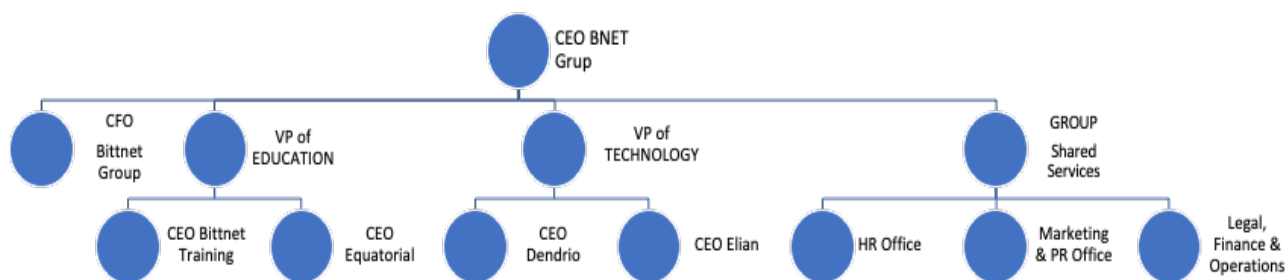 CEO BNET
Grup
CFO
Bittnet
Group
VP of
EDUCATION
VP of
TECHNOLOGY
GROUP
Shared
Services
CEO Bittnet
Training
CEO
Equatorial
CEO
Dendrio
CEO Elian
HR Office
Marketing
& PR Office
Legal,
Finance &
Operations